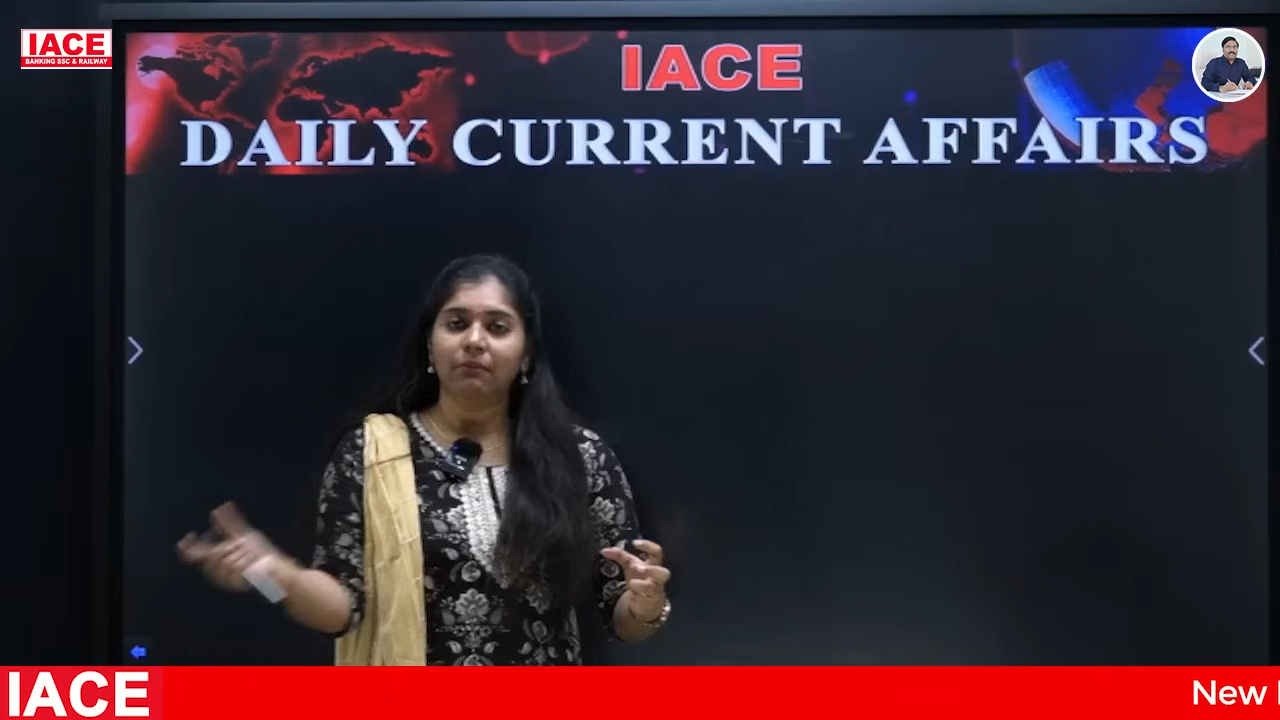 IACE
BANKING SSC & RAILWAY
IACE
DAILY CURRENT AFFAIRS
IACE
New